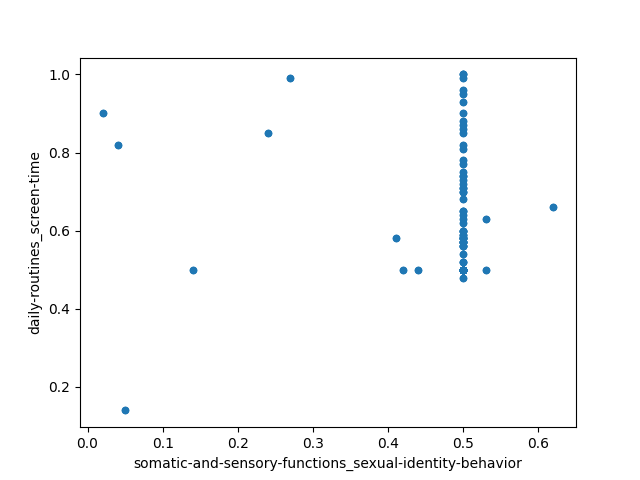 1.0
0.8
0.6
0.4
0.2
daily-routines_screen-time
0.0 0.1 0.2 0.3 0.4 0.5 0.6
somatic-and-sensory-functions_sexual-identity-behavior